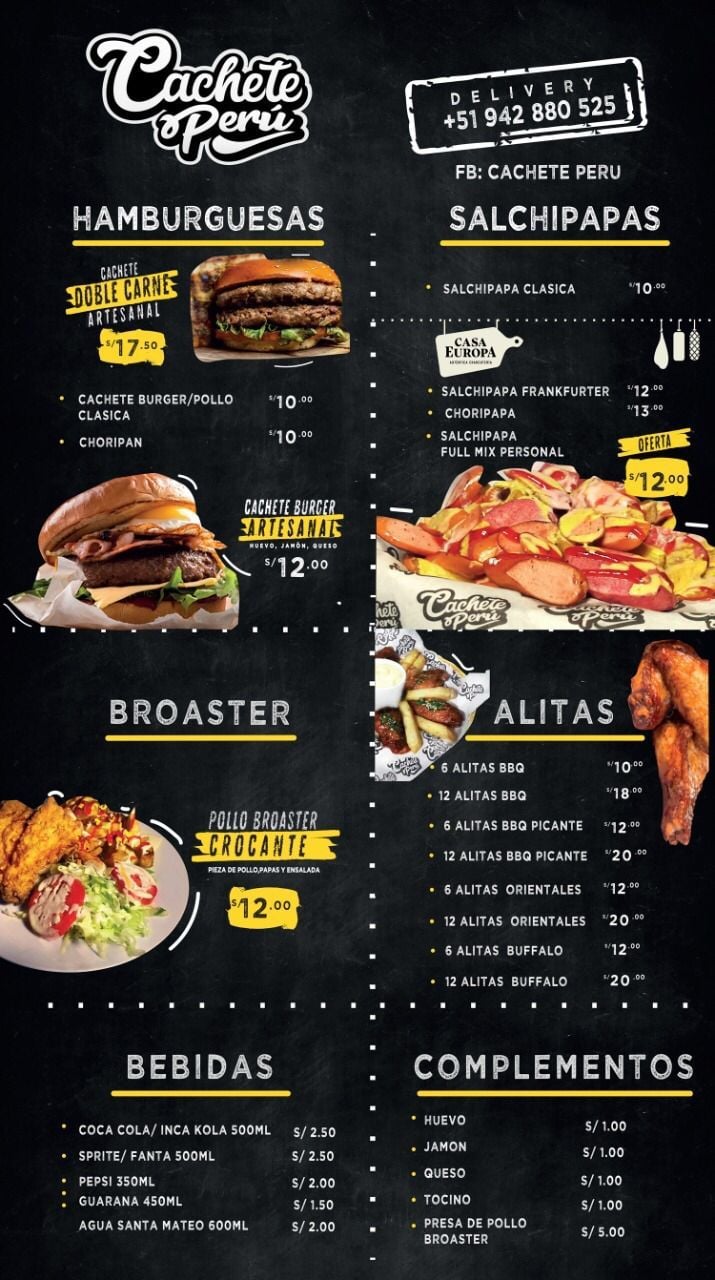 Cachete
Perú
DELIVERY
+51 942 880 525
FB: CACHETE PERU
HAMBURGUESAS
CACHETE
DOBLE CARNE
ARTESANAL
S/17.50
CACHETE BURGER/POLLO S/10.00
CLASICA
CHORIPAN S/10.00
CACHETE BURGER
ARTESANAL
HUEVO, JAMÓN, QUESO
S/12.00
SALCHIPAPAS
SALCHIPAPA CLASICA S/10.00
CASA
EUROPA
SALCHIPAPA FRANKFURTER S/12.00
CHORIPAPA S/13.00
SALCHIPAPA
FULL MIX PERSONAL
OFERTA
S/12.00
Cachete
Perú
Cachete
Perú
Cachete
Perú
BROASTER
POLLO BROASTER
CROCANTE
PIEZA DE POLLO,PAPAS Y ENSALADA
S/12.00
ALITAS
6 ALITAS BBQ S/10.00
12 ALITAS BBQ S/18.00
6 ALITAS BBQ PICANTE S/12.00
12 ALITAS BBQ PICANTE S/20.00
6 ALITAS ORIENTALES S/12.00
12 ALITAS ORIENTALES S/20.00
6 ALITAS BUFFALO S/12.00
12 ALITAS BUFFALO S/20.00
BEBIDAS
COCA COLA/ INCA KOLA 500ML S/ 2.50
SPRITE/ FANTA 500ML S/ 2.50
PEPSI 350ML S/ 2.00
GUARANA 450ML S/ 1.50
AGUA SANTA MATEO 600ML S/ 2.00
COMPLEMENTOS
HUEVO S/ 1.00
JAMON S/ 1.00
QUESO S/ 1.00
TOCINO S/ 1.00
PRESA DE POLLO S/ 5.00
BROASTER